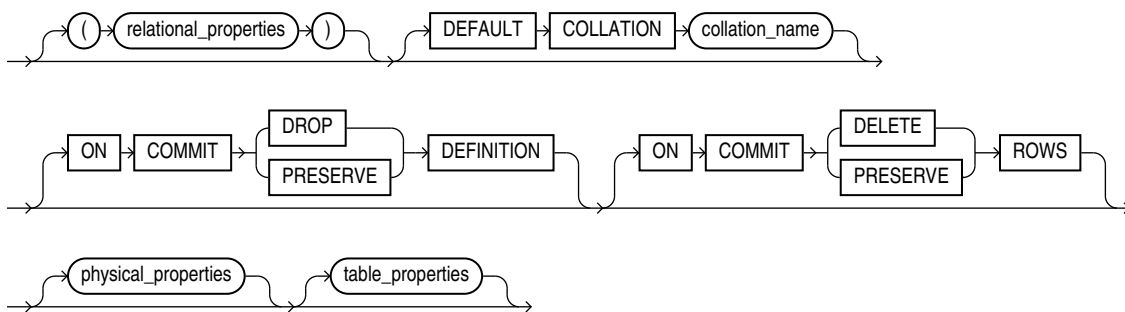 ( relational_properties ) DEFAULT COLLATION collation_name
DROP DELETE
ON COMMIT DEFINITION ON COMMIT ROWS
PRESERVE PRESERVE
physical_properties table_properties